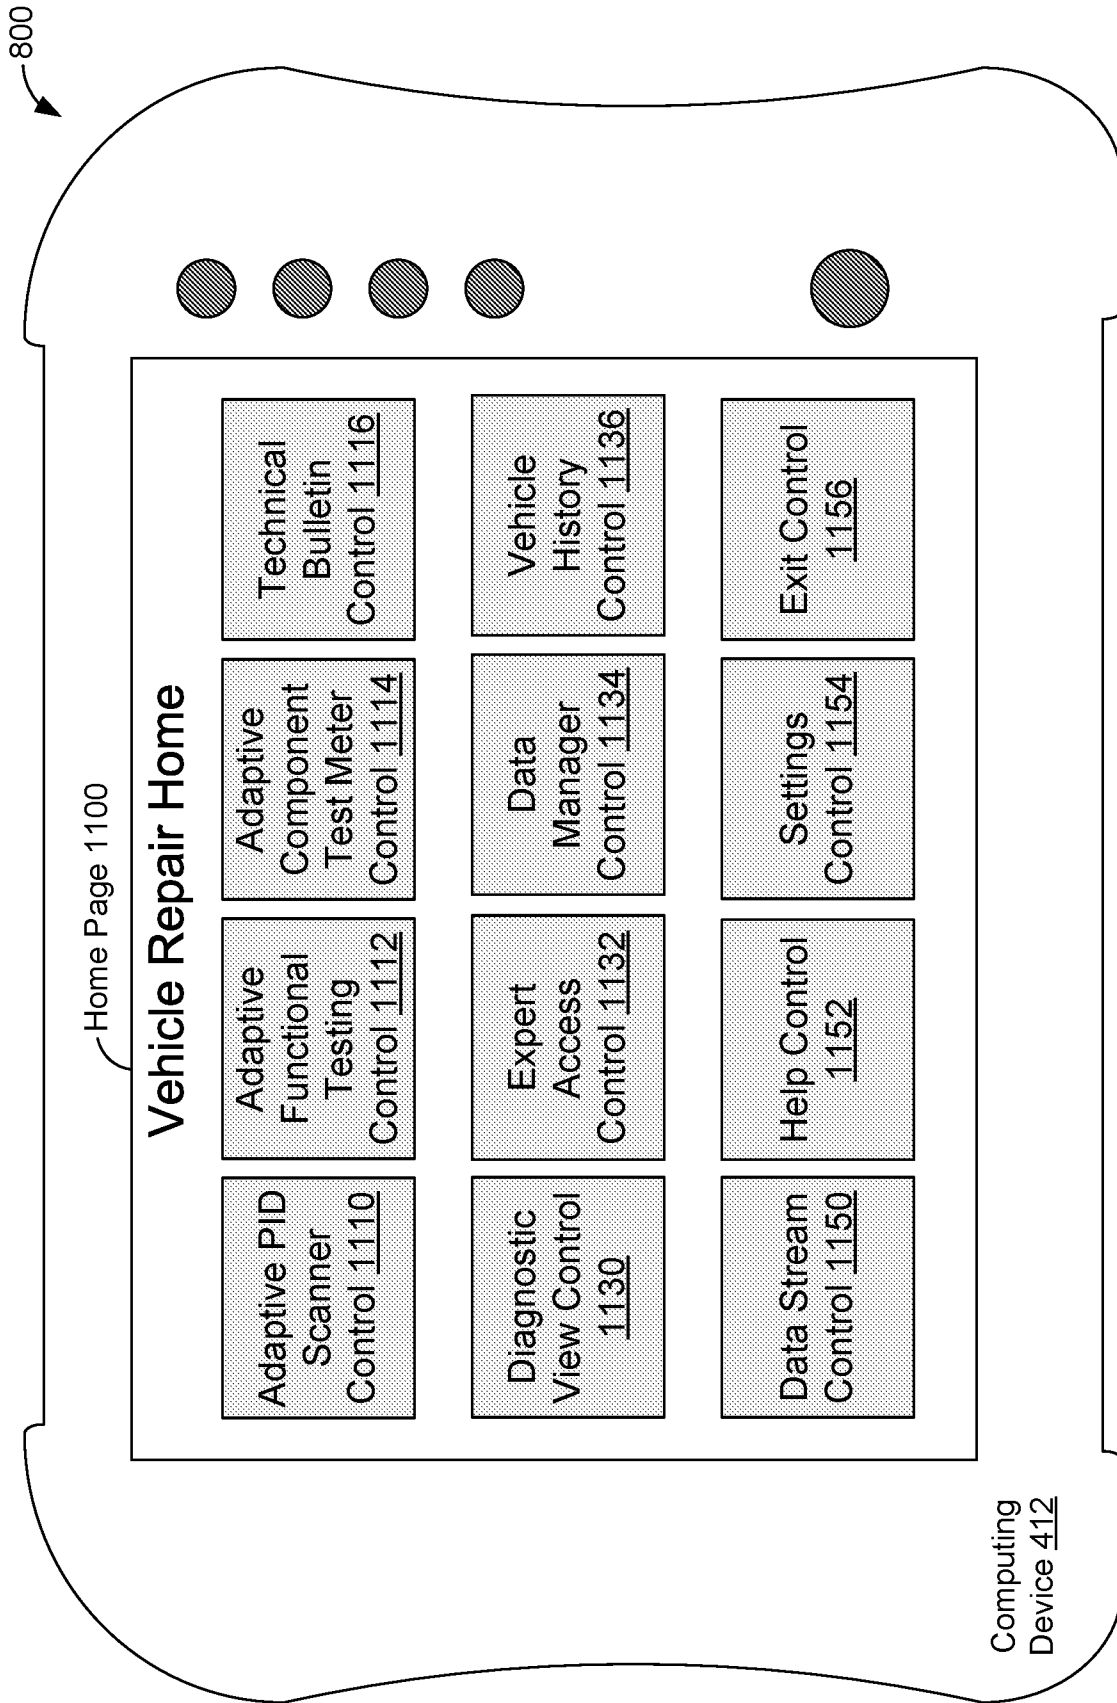 800
Home Page 1100
Vehicle Repair Home
Adaptive PID
Scanner
Control 1110
Adaptive
Functional
Testing
Control 1112
Adaptive
Component
Test Meter
Control 1114
Technical
Bulletin
Control 1116
Diagnostic
View Control
1130
Expert
Access
Control 1132
Data
Manager
Control 1134
Vehicle
History
Control 1136
Data Stream
Control 1150
Help Control
1152
Settings
Control 1154
Exit Control
1156
Computing
Device 412